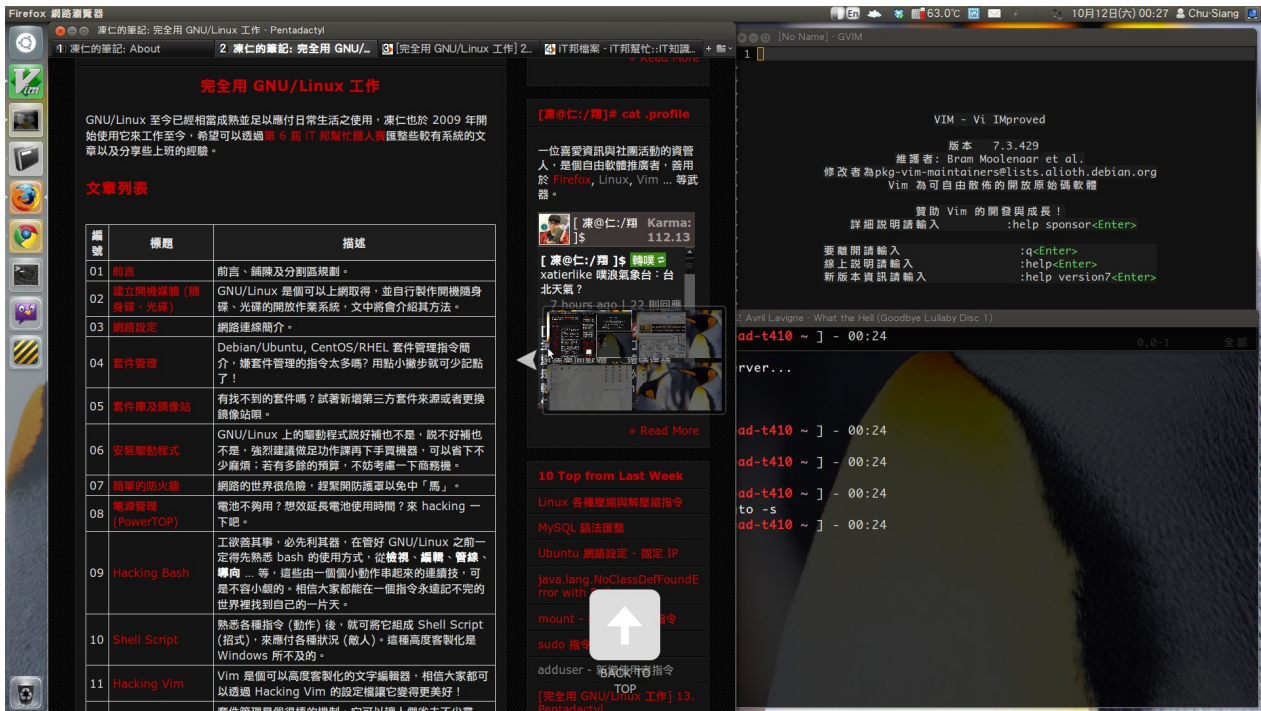 Firefox 網路瀏覽器
En
63.0℃
10月12日(六) 00:27
Chu-Siang
凍仁的筆記: 完全用 GNU/Linux 工作 - Pentadactyl
1 凍仁的筆記: About
2 凍仁的筆記: 完全用 GNU/...
3 [完全用 GNU/Linux 工作] 2...
4 iT邦檔案 - iT邦幫忙::IT知識...
完全用 GNU/Linux 工作
GNU/Linux 至今已經相當成熟並足以應付日常生活之使用，凍仁也於 2009 年開
始使用它來工作至今，希望可以透過第 6 屆 iT 邦幫忙鐵人賽匯整些較有系統的文
章以及分享些上班的經驗。
文章列表
編號 標題 描述
01 前言 前言、鋪陳及分割區規劃。
02 建立開機媒體 (隨身碟、光碟) GNU/Linux 是個可以上網取得，並自行製作開機隨身
碟、光碟的開放作業系統，文中將會介紹其方法。
03 網路設定 網路連線簡介。
04 套件管理 Debian/Ubuntu, CentOS/RHEL 套件管理指令簡
介，嫌套件管理的指令太多嗎？用點小撇步就可少記點
了！
05 套件庫及鏡像站 有找不到的套件嗎？試著新增第三方套件來源或者更換
鏡像站唄。
06 安裝驅動程式 GNU/Linux 上的驅動程式說好補也不是，說不好補也
不是，強烈建議做足功作課再下手買機器，可以省下不
少麻煩；若有多餘的預算，不妨考慮一下商務機。
07 簡單的防火牆 網路的世界很危險，趕緊開防護罩以免中「馬」。
08 電源管理 (PowerTOP) 電池不夠用？想效延長電池使用時間？來 hacking 一
下吧。
09 Hacking Bash 工欲善其事，必先利其器，在管好 GNU/Linux 之前一
定得先熟悉 bash 的使用方式，從檢視、編輯、管線、
導向 ... 等，這些由一個個小動作串起來的連續技，可
是不容小覷的。相信大家都能在一個指令永遠記不完的
世界裡找到自己的一片天。
10 Shell Script 熟悉各種指令 (動作) 後，就可將它組成 Shell Script
(招式)，來應付各種狀況 (敵人)。這種高度客製化是
Windows 所不及的。
11 Hacking Vim Vim 是個可以高度客製化的文字編輯器，相信大家都可
以透過 Hacking Vim 的設定檔讓它變得更美好！
» Read More
[凍@仁:/翔]# cat .profile
一位喜愛資訊與社團活動的資管
人，是個自由軟體推廣者，善用
於 Firefox, Linux, Vim ... 等武
器。
[ 凍@仁:/翔 ]$ Karma: 112.13
[ 凍@仁:/翔 ]$ 轉噗
xatierlike 噗浪氣象台：台
北天氣？
7 hours ago | 22 則回應
» Read More
10 Top from Last Week
Linux 各種壓縮與解壓縮指令
MySQL 語法匯整
Ubuntu 網路設定 - 固定 IP
java.lang.NoClassDefFoundE
rror with
mount -
sudo 指令
adduser - 新增使用者指令
[完全用 GNU/Linux 工作] 13.
Pentadactyl
BACK TO
TOP
[No Name] - GVIM
1
VIM - Vi IMproved
版本 7.3.429
維護者: Bram Moolenaar et al.
修改者為pkg-vim-maintainers@lists.alioth.debian.org
Vim 為可自由散佈的開放原始碼軟體
贊助 Vim 的開發與成長！
詳細說明請輸入 :help sponsor<Enter>
要離開請輸入 :q<Enter>
線上說明請輸入 :help<Enter>
新版本資訊請輸入 :help version7<Enter>
2 Avril Lavigne - What the Hell (Goodbye Lullaby Disc 1)
ad-t410 ~ ] - 00:24
0,0-1 全部
rver...
ad-t410 ~ ] - 00:24
ad-t410 ~ ] - 00:24
ad-t410 ~ ] - 00:24
to -s
ad-t410 ~ ] - 00:24